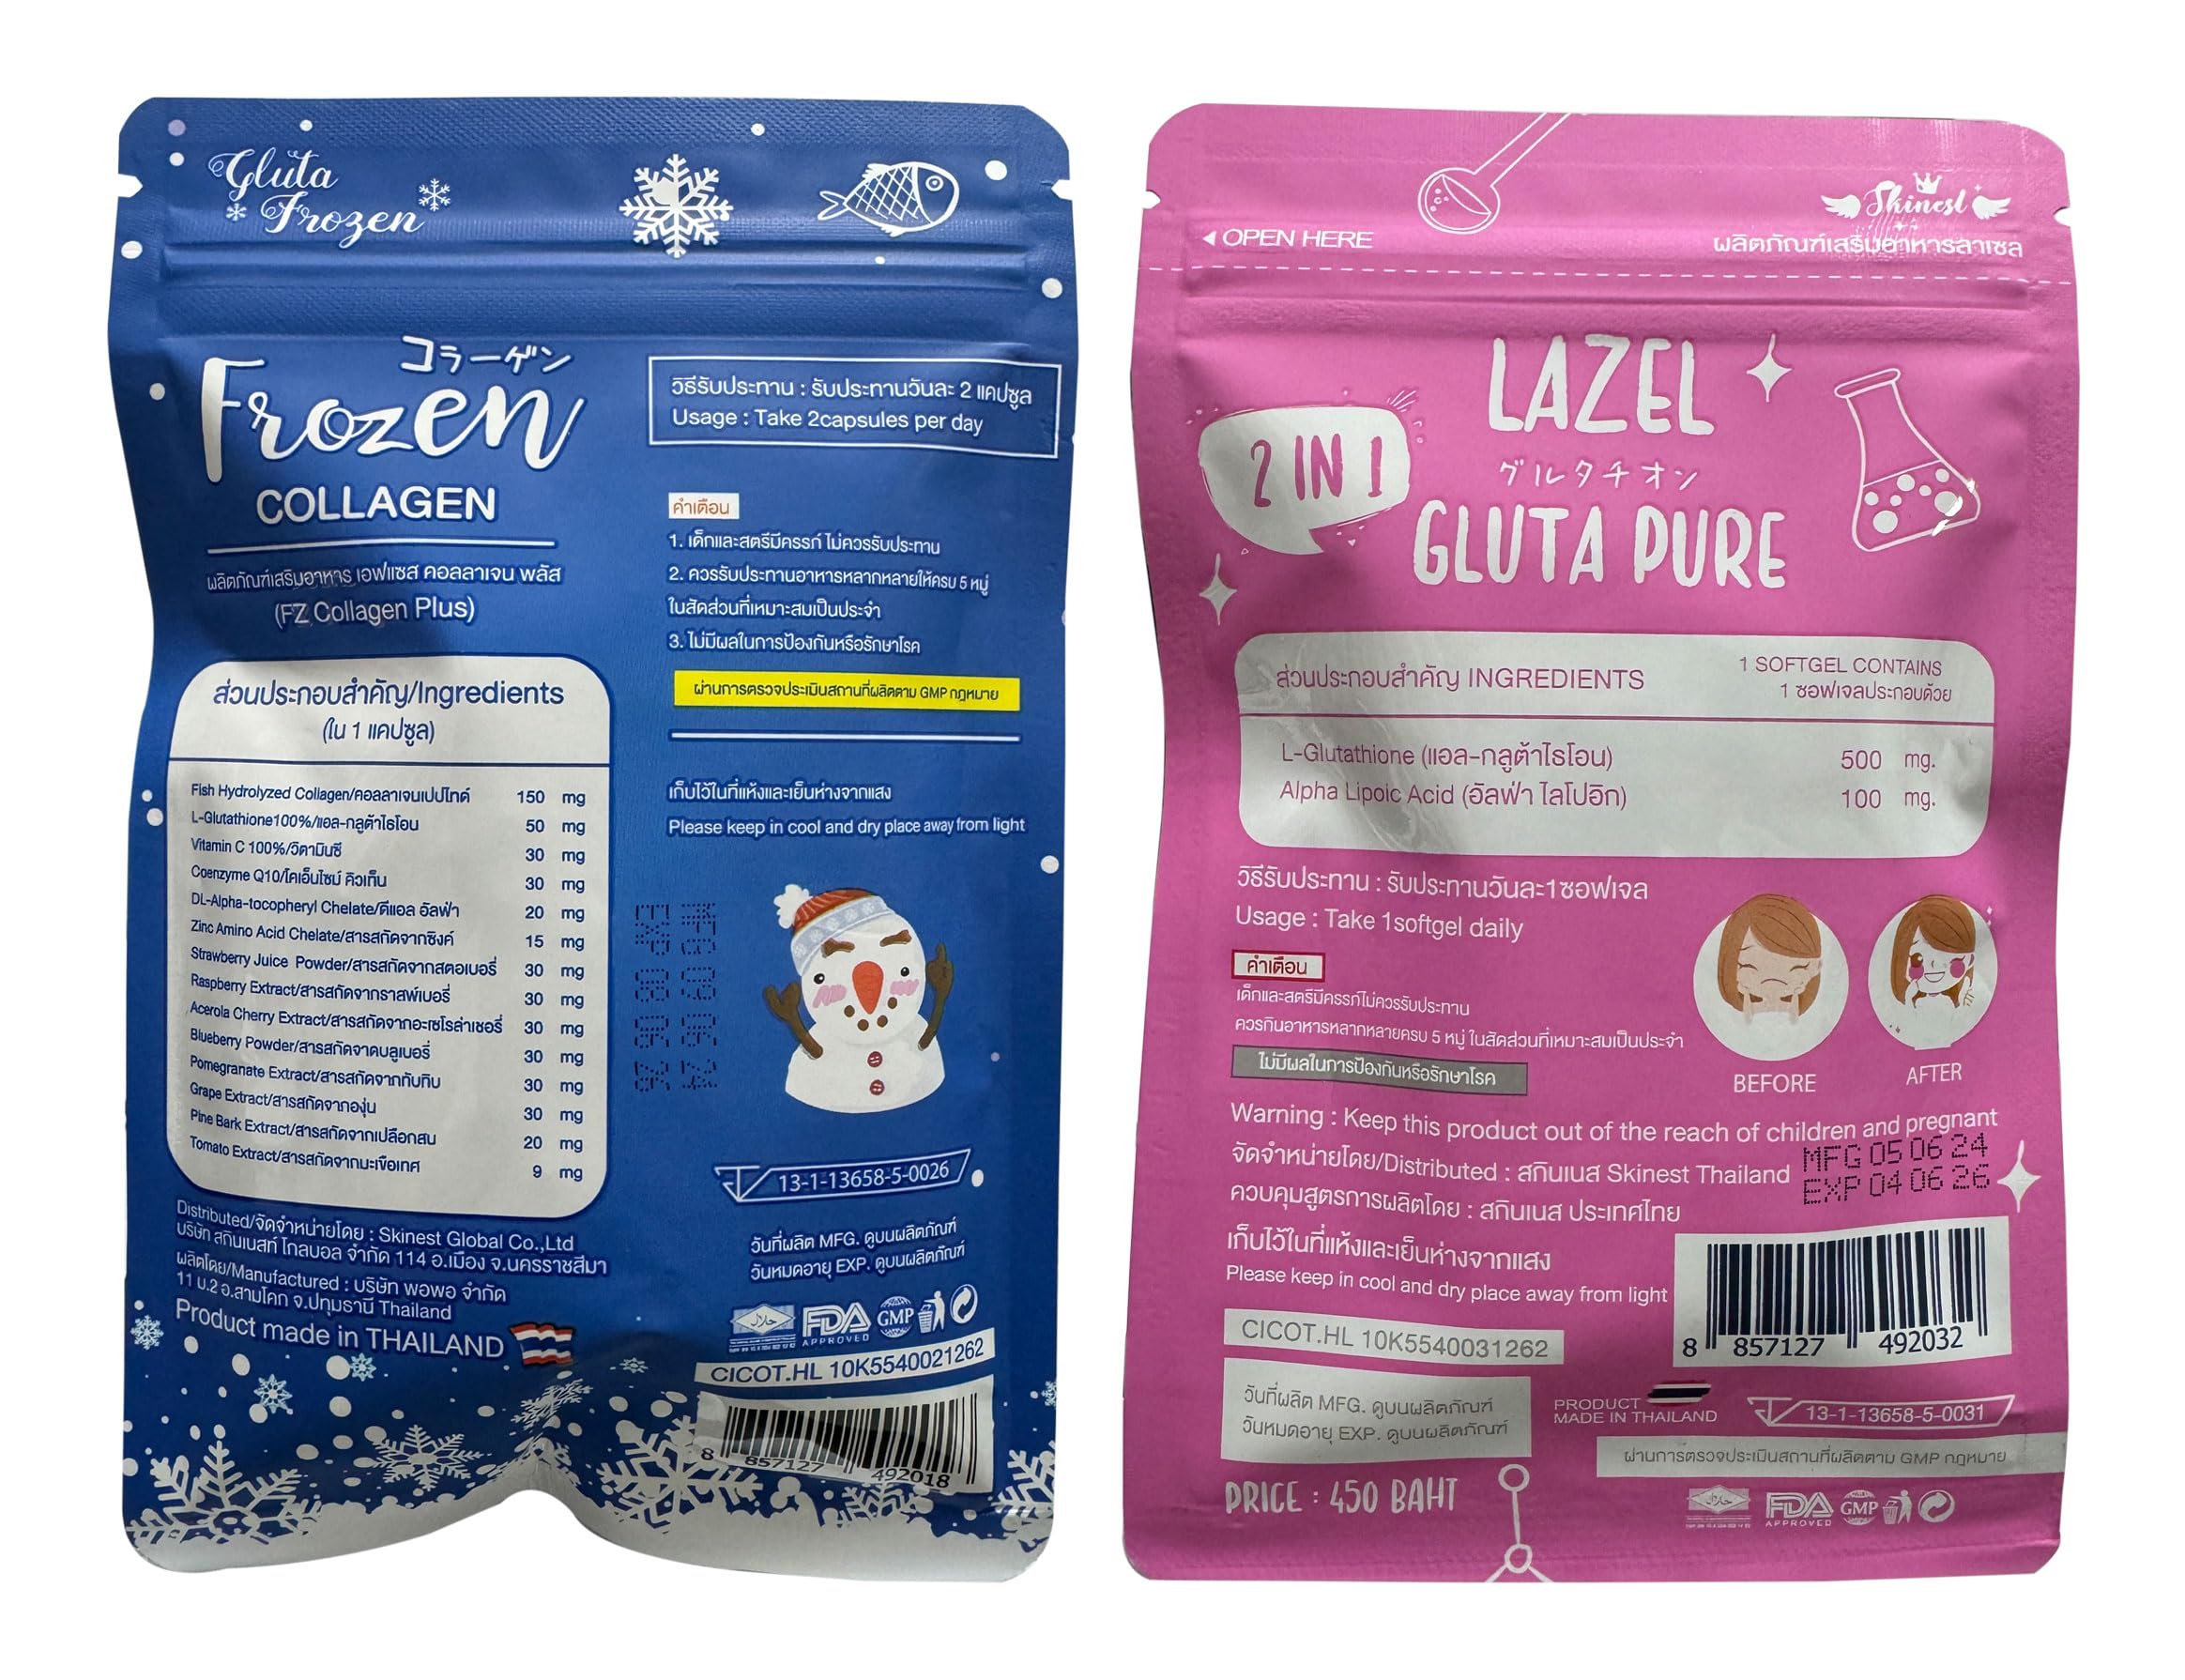 Gluta
Frozen
コラーゲン
Frozen
COLLAGEN
ผลิตภัณฑ์เสริมอาหาร เอฟแซส คอลลาเจน พลัส
(FZ Collagen Plus)
ส่วนประกอบสำคัญ/Ingredients
(ใน 1 แคปซูล)
Fish Hydrolyzed Collagen/คอลลาเจนเปปไทด์ 150 mg
L-Glutathione100%/แอล-กลูต้าไธโอน 50 mg
Vitamin C 100%/วิตามินซี 30 mg
Coenzyme Q10/โคเอ็นไซม์ คิวเท็น 30 mg
DL-Alpha-tocopheryl Chelate/ดีแอล อัลฟ่า 20 mg
Zinc Amino Acid Chelate/สารสกัดจากซิงค์ 15 mg
Strawberry Juice Powder/สารสกัดจากสตอเบอรี่ 30 mg
Raspberry Extract/สารสกัดจากราสพ์เบอรี่ 30 mg
Acerola Cherry Extract/สารสกัดจากอะเซโรล่าเชอรี่ 30 mg
Blueberry Powder/สารสกัดจาดบลูเบอรี่ 30 mg
Pomegranate Extract/สารสกัดจากทับทิบ 30 mg
Grape Extract/สารสกัดจากองุ่น 30 mg
Pine Bark Extract/สารสกัดจากเปลือกสน 20 mg
Tomato Extract/สารสกัดจากมะเขือเทศ 9 mg
Distributed/จัดจำหน่ายโดย : Skinest Global Co.,Ltd
บริษัท สกินเนสท์ โกลบอล จำกัด 114 อ.เมือง จ.นครราชสีมา
ผลิตโดย/Manufactured : บริษัท พอพอ จำกัด
11 ม.2 อ.สามโคก จ.ปทุมธานี Thailand
Product made in THAILAND
วิธีรับประทาน : รับประทานวันละ 2 แคปซูล
Usage : Take 2capsules per day
คำเตือน
1. เด็กและสตรีมีครรภ์ ไม่ควรรับประทาน
2. ควรรับประทานอาหารหลากหลายให้ครบ 5 หมู่
ในสัดส่วนที่เหมาะสมเป็นประจำ
3. ไม่มีผลในการป้องกันหรือรักษาโรค
ผ่านการตรวจประเมินสถานที่ผลิตตาม GMP กฎหมาย
เก็บไว้ในที่แห้งและเย็นห่างจากแสง
Please keep in cool and dry place away from light
MFG 09 06 24
EXP 08 06 26
13-1-13658-5-0026
วันที่ผลิต MFG. ดูบนผลิตภัณฑ์
วันหมดอายุ EXP. ดูบนผลิตภัณฑ์
حلال
FDA
APPROVED
GMP
CICOT.HL 10K5540021262
8 857127 492018
Skinest
ผลิตภัณฑ์เสริมอาหารลาเซล
OPEN HERE
2 IN 1
LAZEL
グルタチオン
GLUTA PURE
ส่วนประกอบสำคัญ INGREDIENTS
1 SOFTGEL CONTAINS
1 ซอฟเจลประกอบด้วย
L-Glutathione (แอล-กลูต้าไธโอน) 500 mg.
Alpha Lipoic Acid (อัลฟ่า ไลโปอิก) 100 mg.
วิธีรับประทาน : รับประทานวันละ1ซอฟเจล
Usage : Take 1softgel daily
คำเตือน
เด็กและสตรีมีครรภ์ไม่ควรรับประทาน
ควรกินอาหารหลากหลายครบ 5 หมู่ ในสัดส่วนที่เหมาะสมเป็นประจำ
ไม่มีผลในการป้องกันหรือรักษาโรค
BEFORE
AFTER
Warning : Keep this product out of the reach of children and pregnant
จัดจำหน่ายโดย/Distributed : สกินเนส Skinest Thailand
MFG 05 06 24
EXP 04 06 26
ควบคุมสูตรการผลิตโดย : สกินเนส ประเทศไทย
เก็บไว้ในที่แห้งและเย็นห่างจากแสง
Please keep in cool and dry place away from light
8 857127 492032
CICOT.HL 10K5540031262
วันที่ผลิต MFG. ดูบนผลิตภัณฑ์
วันหมดอายุ EXP. ดูบนผลิตภัณฑ์
PRODUCT
MADE IN THAILAND
13-1-13658-5-0031
ผ่านการตรวจประเมินสถานที่ผลิตตาม GMP กฎหมาย
PRICE : 450 BAHT
حلال
FDA
APPROVED
GMP